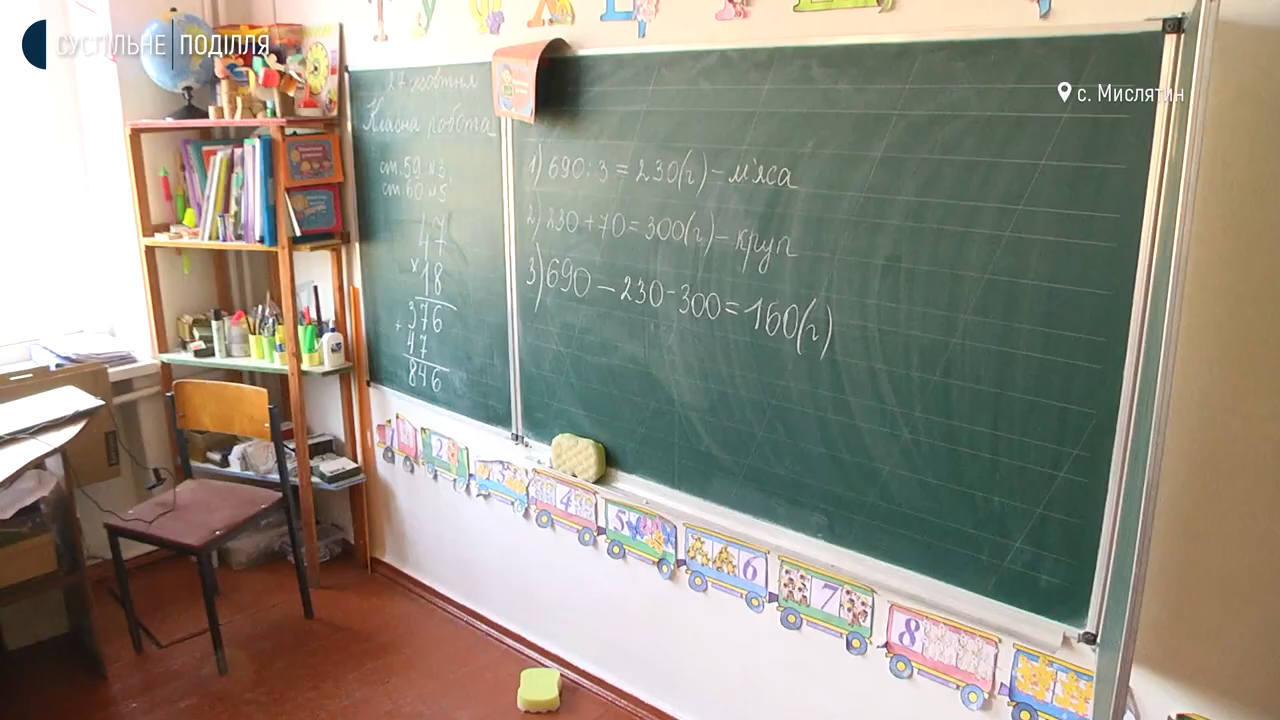 СУСПІЛЬНЕ ПОДІЛЛЯ
с. Мислятин
27 жовтня
Класна робота
ст. 59 №3,
ст. 60 №5
47
× 18
376
+ 47
846
1) 690 : 3 = 230(г) – м'яса
2) 230 + 70 = 300(г) – круп
3) 690 – 230 - 300 = 160(г)
1
2
3
4
5
6
7
8